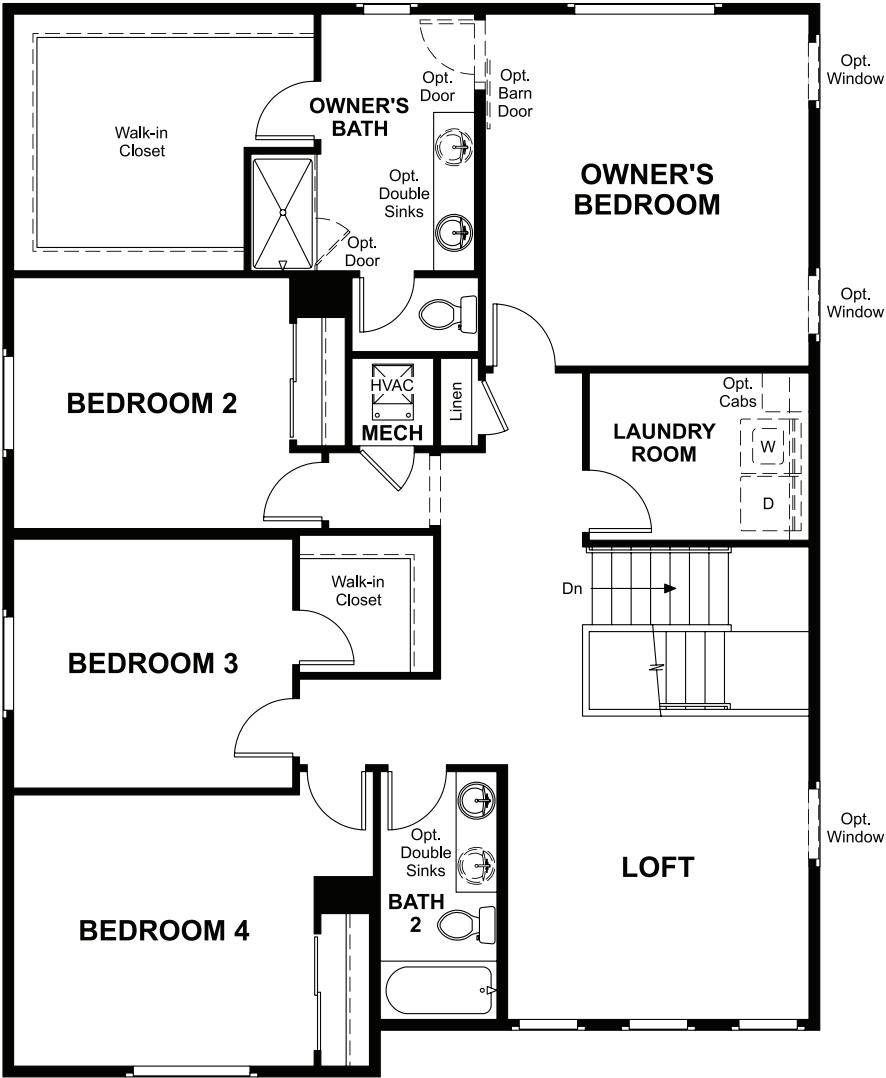 Walk-in
Closet
OWNER'S
BATH
Opt.
Door
Opt.
Barn
Door
Opt.
Window
Opt.
Double
Sinks
OWNER'S
BEDROOM
Opt.
Door
Opt.
Window
BEDROOM 2
HVAC
MECH
Linen
Opt.
Cabs
LAUNDRY
ROOM
W
D
Walk-in
Closet
Dn
BEDROOM 3
Opt.
Double
Sinks
Opt.
Window
LOFT
BATH
2
BEDROOM 4